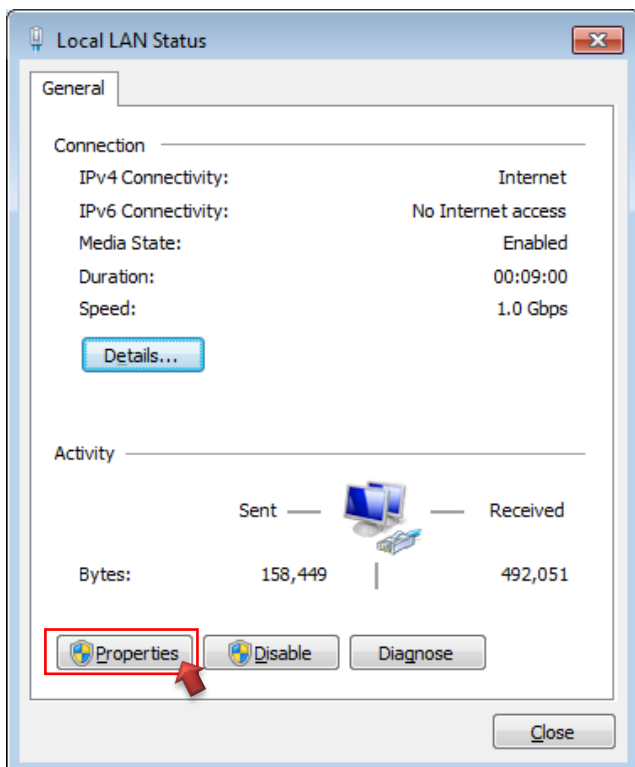 Local LAN Status
General
Connection
IPv4 Connectivity: Internet
IPv6 Connectivity: No Internet access
Media State: Enabled
Duration: 00:09:00
Speed: 1.0 Gbps
Details...
Activity
Sent Received
Bytes: 158,449 492,051
Properties Disable Diagnose
Close